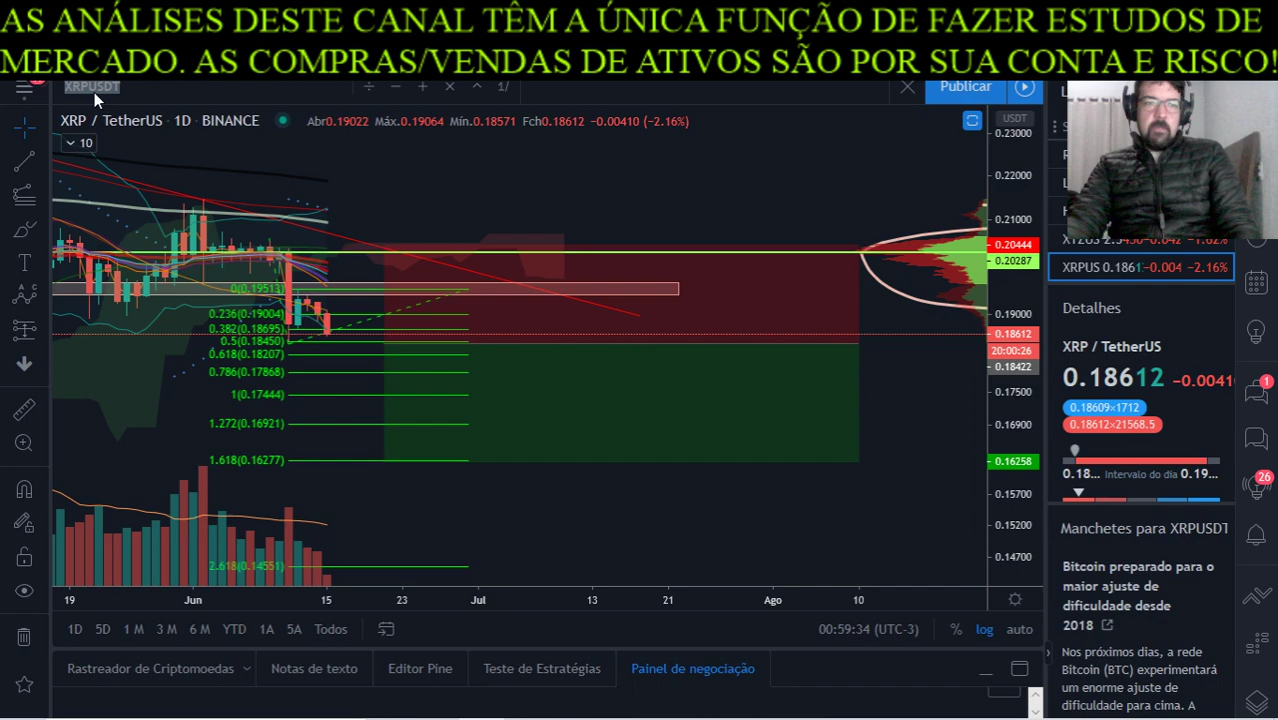 AS ANÁLISES DESTE CANAL TÊM A ÚNICA FUNÇÃO DE FAZER ESTUDOS DE
MERCADO. AS COMPRAS/VENDAS DE ATIVOS SÃO POR SUA CONTA E RISCO!
XRPUSDT
1/
Publicar
XRP / TetherUS · 1D · BINANCE
Abr0.19022 Máx.0.19064 Mín.0.18571 Fch0.18612 −0.00410 (−2.16%)
10
USDT
0.23000
0.22000
0.21000
0.20444
0.20287
0.19000
0.18612
20:00:26
0.18422
0.17500
0.16900
0.16258
0.15700
0.15200
0.14700
0(0.19513)
0.236(0.19004)
0.382(0.18695)
0.5(0.18450)
0.618(0.18207)
0.786(0.17868)
1(0.17444)
1.272(0.16921)
1.618(0.16277)
2.618(0.14551)
19
Jun
15
23
Jul
13
21
Ago
10
1D 5D 1 M 3 M 6 M YTD 1A 5A Todos
00:59:34 (UTC-3) % log auto
Rastreador de Criptomoedas
Notas de texto
Editor Pine
Teste de Estratégias
Painel de negociação
XRPUS 0.1861 −0.004 −2.16%
Detalhes
XRP / TetherUS
0.18612 −0.0041
0.18609×1712
0.18612×21568.5
0.18... Intervalo do dia 0.19...
Manchetes para XRPUSDT
Bitcoin preparado para o
maior ajuste de
dificuldade desde
2018
Nos próximos dias, a rede
Bitcoin (BTC) experimentará
um enorme ajuste de
dificuldade para cima. A
1
26